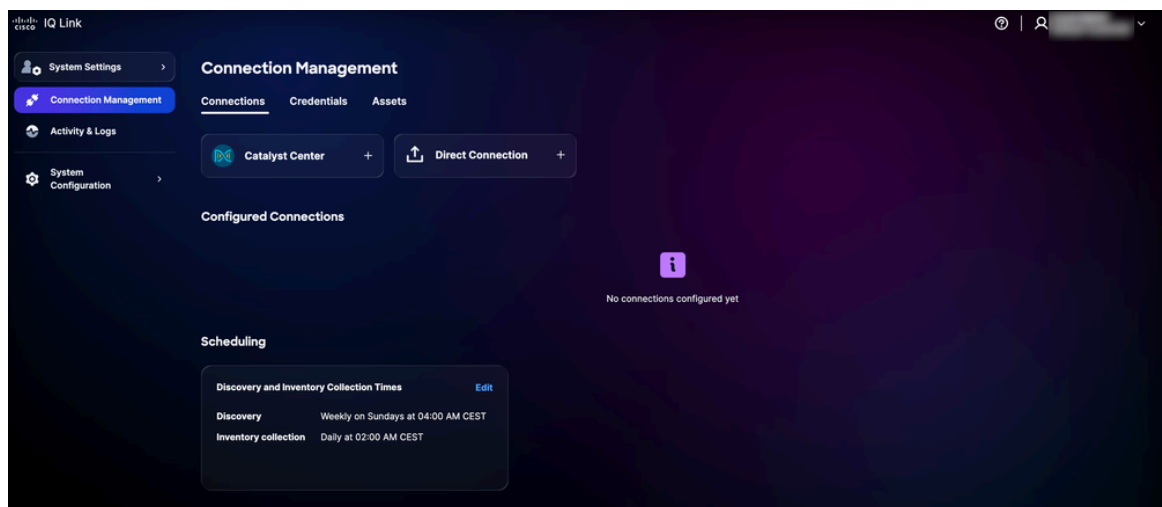 cisco IQ Link
System Settings
Connection Management
Activity & Logs
System
Configuration
Connection Management
Connections Credentials Assets
Catalyst Center +
Direct Connection +
Configured Connections
No connections configured yet
Scheduling
Discovery and Inventory Collection Times Edit
Discovery Weekly on Sundays at 04:00 AM CEST
Inventory collection Daily at 02:00 AM CEST